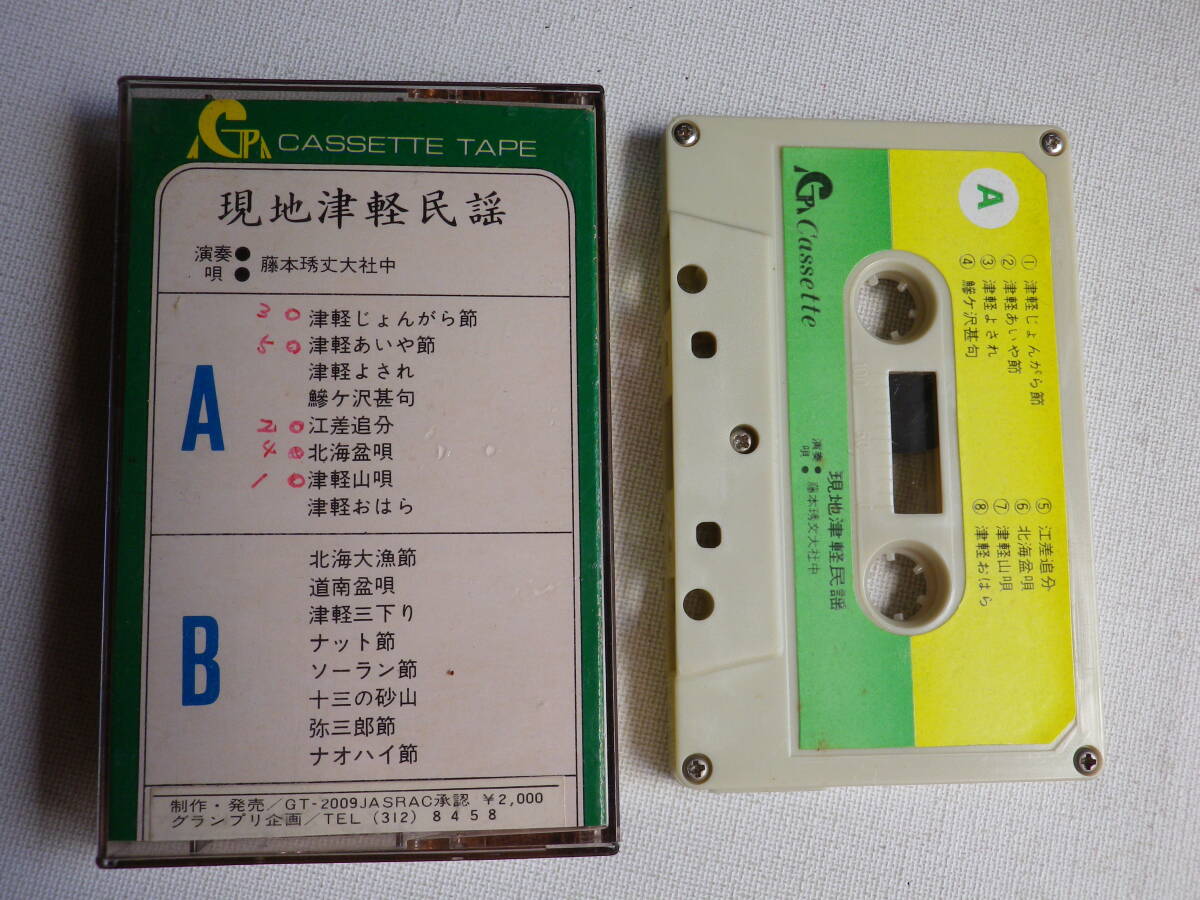 GPA CASSETTE TAPE
現地津軽民謡
演奏●
唄 ●
藤本琇丈大社中
A
3 ○ 津軽じょんがら節
5 ○ 津軽あいや節
津軽よされ
鰺ケ沢甚句
2 ○ 江差追分
4 ○ 北海盆唄
1 ○ 津軽山唄
津軽おはら
B
北海大漁節
道南盆唄
津軽三下り
ナット節
ソーラン節
十三の砂山
弥三郎節
ナオハイ節
制作・発売/GT-2009JASRAC承認 ¥2,000
グランプリ企画/TEL (312) 8458
A
① 津軽じょんがら節
② 津軽あいや節
③ 津軽よされ
④ 鰺ケ沢甚句
⑤ 江差追分
⑥ 北海盆唄
⑦ 津軽山唄
⑧ 津軽おはら
GPA Cassette
現地津軽民謡
演奏●
唄 ●
藤本琇丈大社中